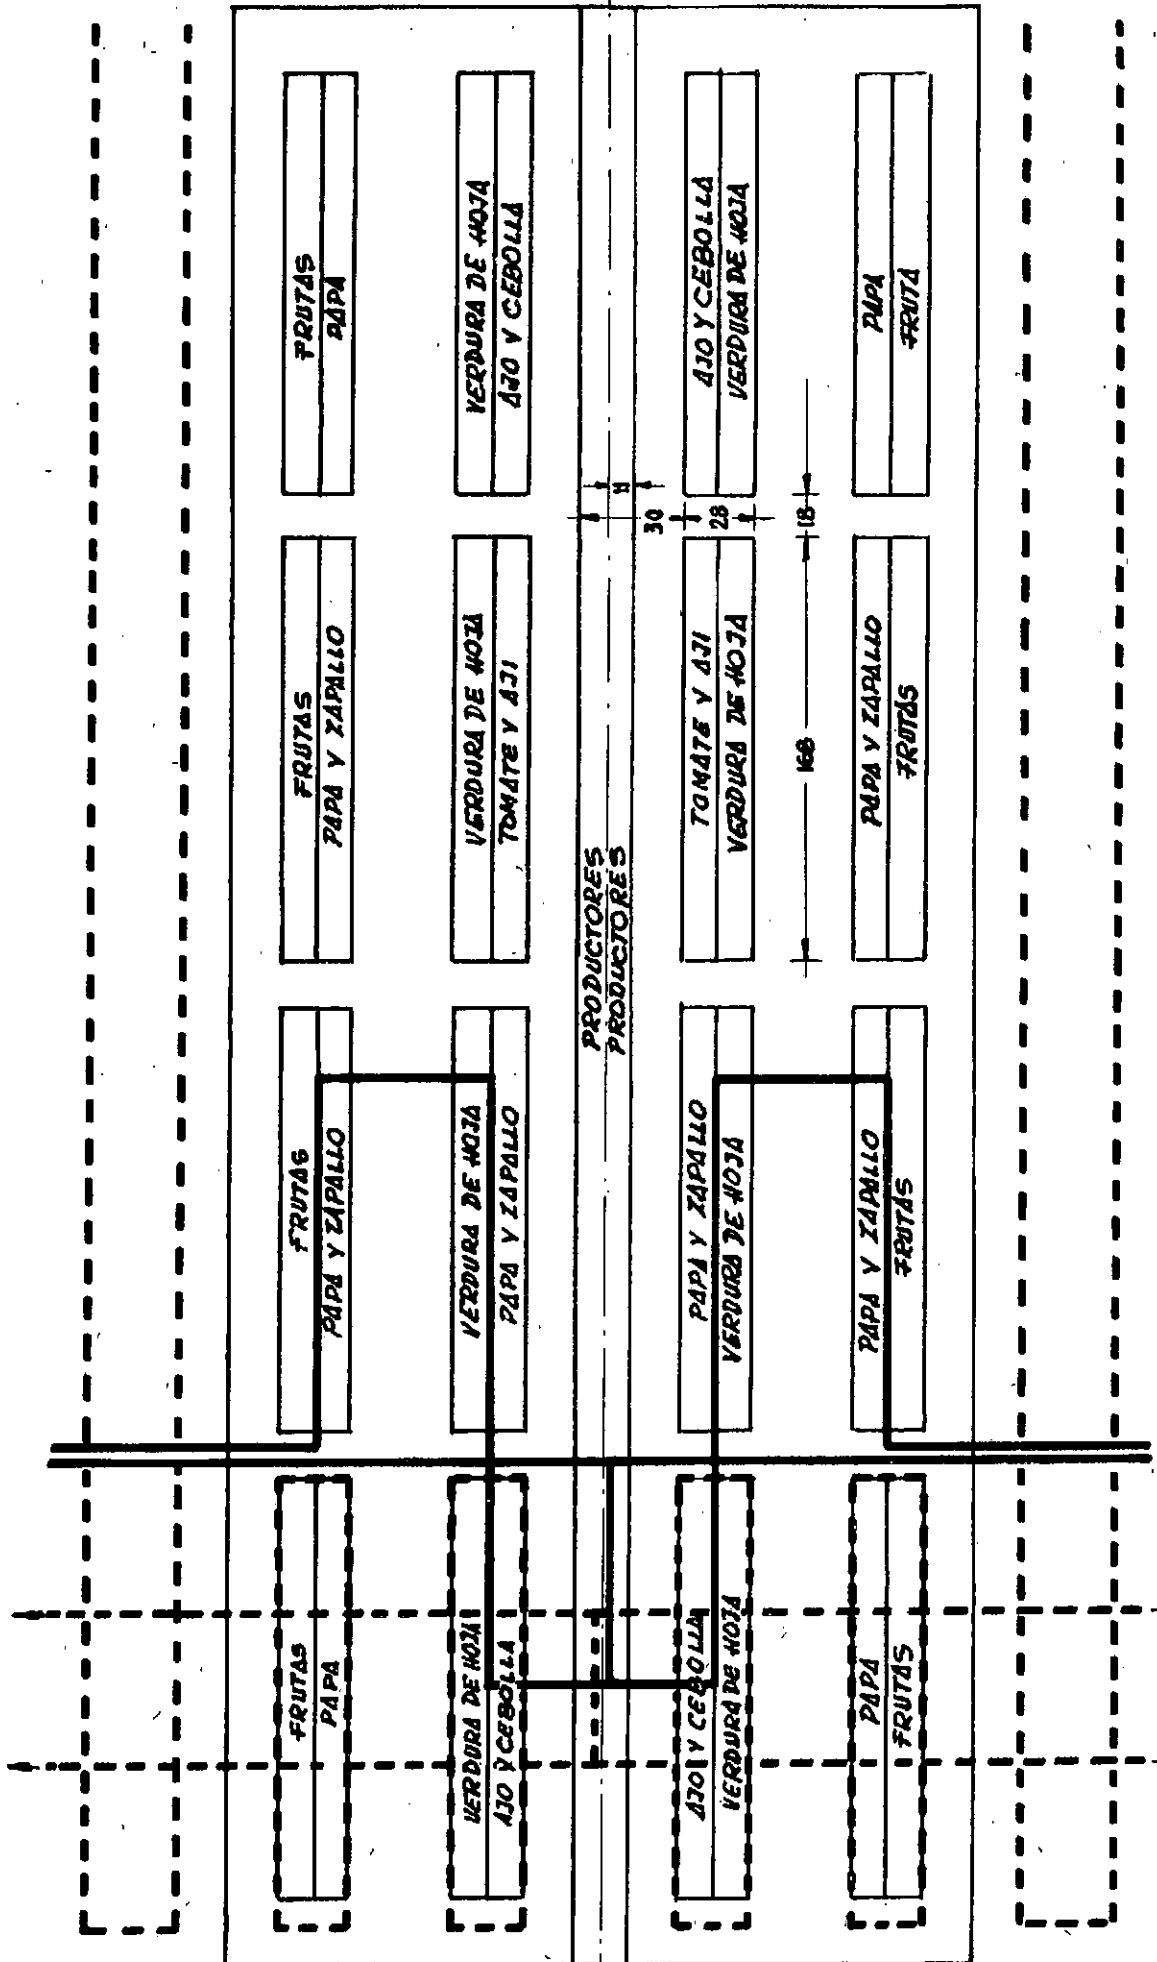 FRUTAS
PAPA
FRUTAS
PAPA Y ZAPALLO
FRUTAS
PAPA Y ZAPALLO
FRUTAS
PAPA
VERDURA DE HOJA
AJO Y CEBOLLA
VERDURA DE HOJA
PAPA Y ZAPALLO
VERDURA DE HOJA
TOMATE Y AJI
VERDURA DE HOJA
AJO Y CEBOLLA
PRODUCTORES
PRODUCTORES
11
30
28
18
168
AJO Y CEBOLLA
VERDURA DE HOJA
PAPA Y ZAPALLO
VERDURA DE HOJA
TOMATE Y AJI
VERDURA DE HOJA
AJO Y CEBOLLA
VERDURA DE HOJA
PAPA
FRUTAS
PAPA Y ZAPALLO
FRUTAS
PAPA Y ZAPALLO
FRUTAS
PAPA
FRUTA